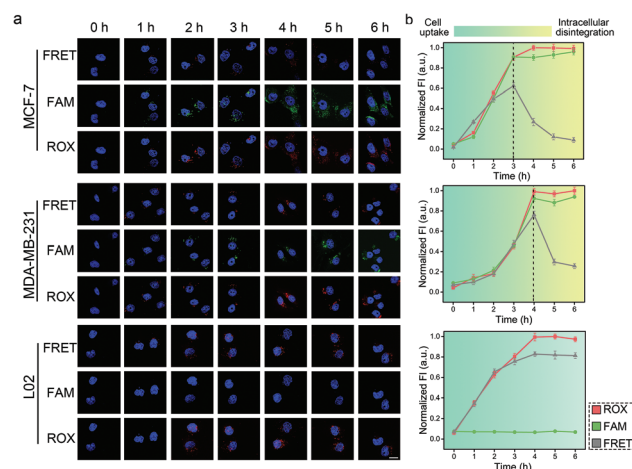 a
0 h 1 h 2 h 3 h 4 h 5 h 6 h
MCF-7
FRET
FAM
ROX
MDA-MB-231
FRET
FAM
ROX
L02
FRET
FAM
ROX
b
Cell uptake
Intracellular disintegration
Normalized FI (a.u.)
1.0
0.8
0.6
0.4
0.2
0.0
0 1 2 3 4 5 6
Time (h)
Normalized FI (a.u.)
1.0
0.8
0.6
0.4
0.2
0.0
0 1 2 3 4 5 6
Time (h)
Normalized FI (a.u.)
1.0
0.8
0.6
0.4
0.2
0.0
0 1 2 3 4 5 6
Time (h)
ROX
FAM
FRET